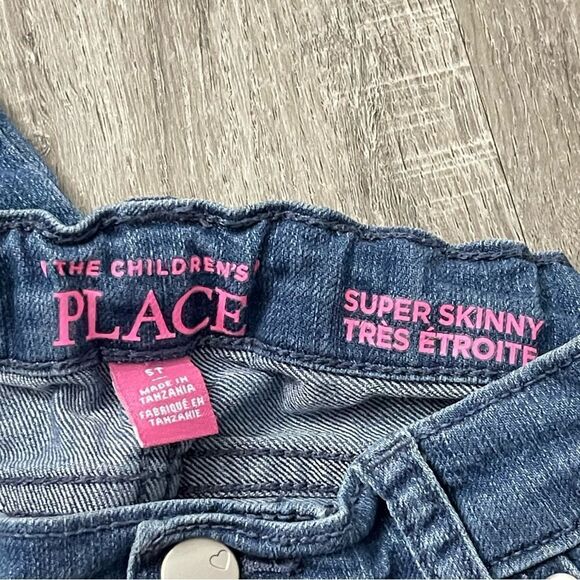 THE CHILDREN'S
PLACE
SUPER SKINNY
TRÈS ÉTROITE
5T
MADE IN
TANZANIA
FABRIQUÉ EN
TANZANIE